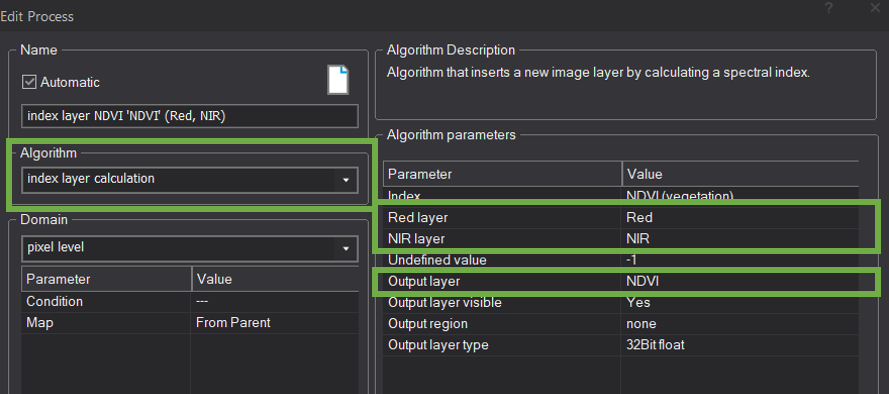 Edit Process
? ×
Name
Automatic
index layer NDVI 'NDVI' (Red, NIR)
Algorithm
index layer calculation
Domain
pixel level
Parameter Value
Condition ---
Map From Parent
Algorithm Description
Algorithm that inserts a new image layer by calculating a spectral index.
Algorithm parameters
Parameter Value
Index NDVI (vegetation)
Red layer Red
NIR layer NIR
Undefined value -1
Output layer NDVI
Output layer visible Yes
Output region none
Output layer type 32Bit float